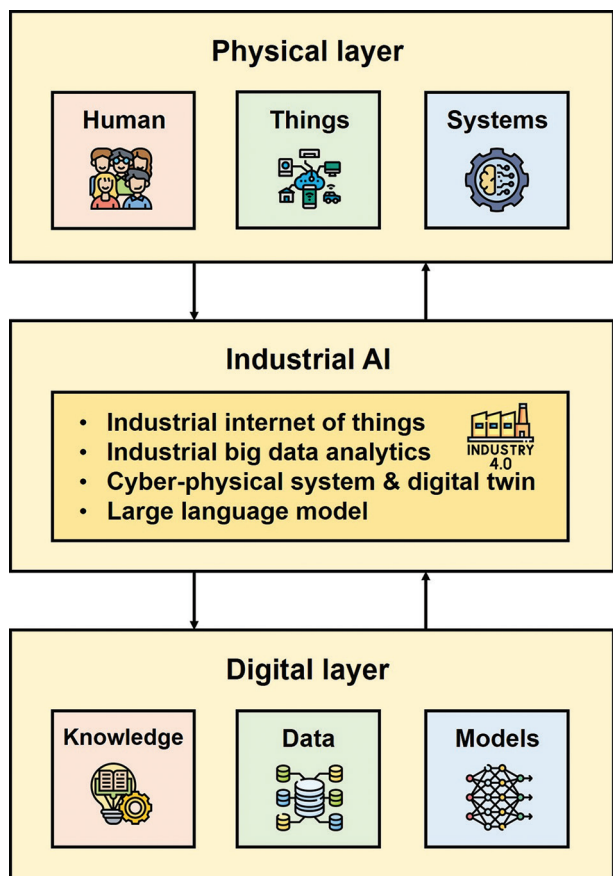 Physical layer
Human
Things
Systems
Industrial AI
• Industrial internet of things
• Industrial big data analytics
• Cyber-physical system & digital twin
• Large language model
INDUSTRY
4.0
Digital layer
Knowledge
Data
Models